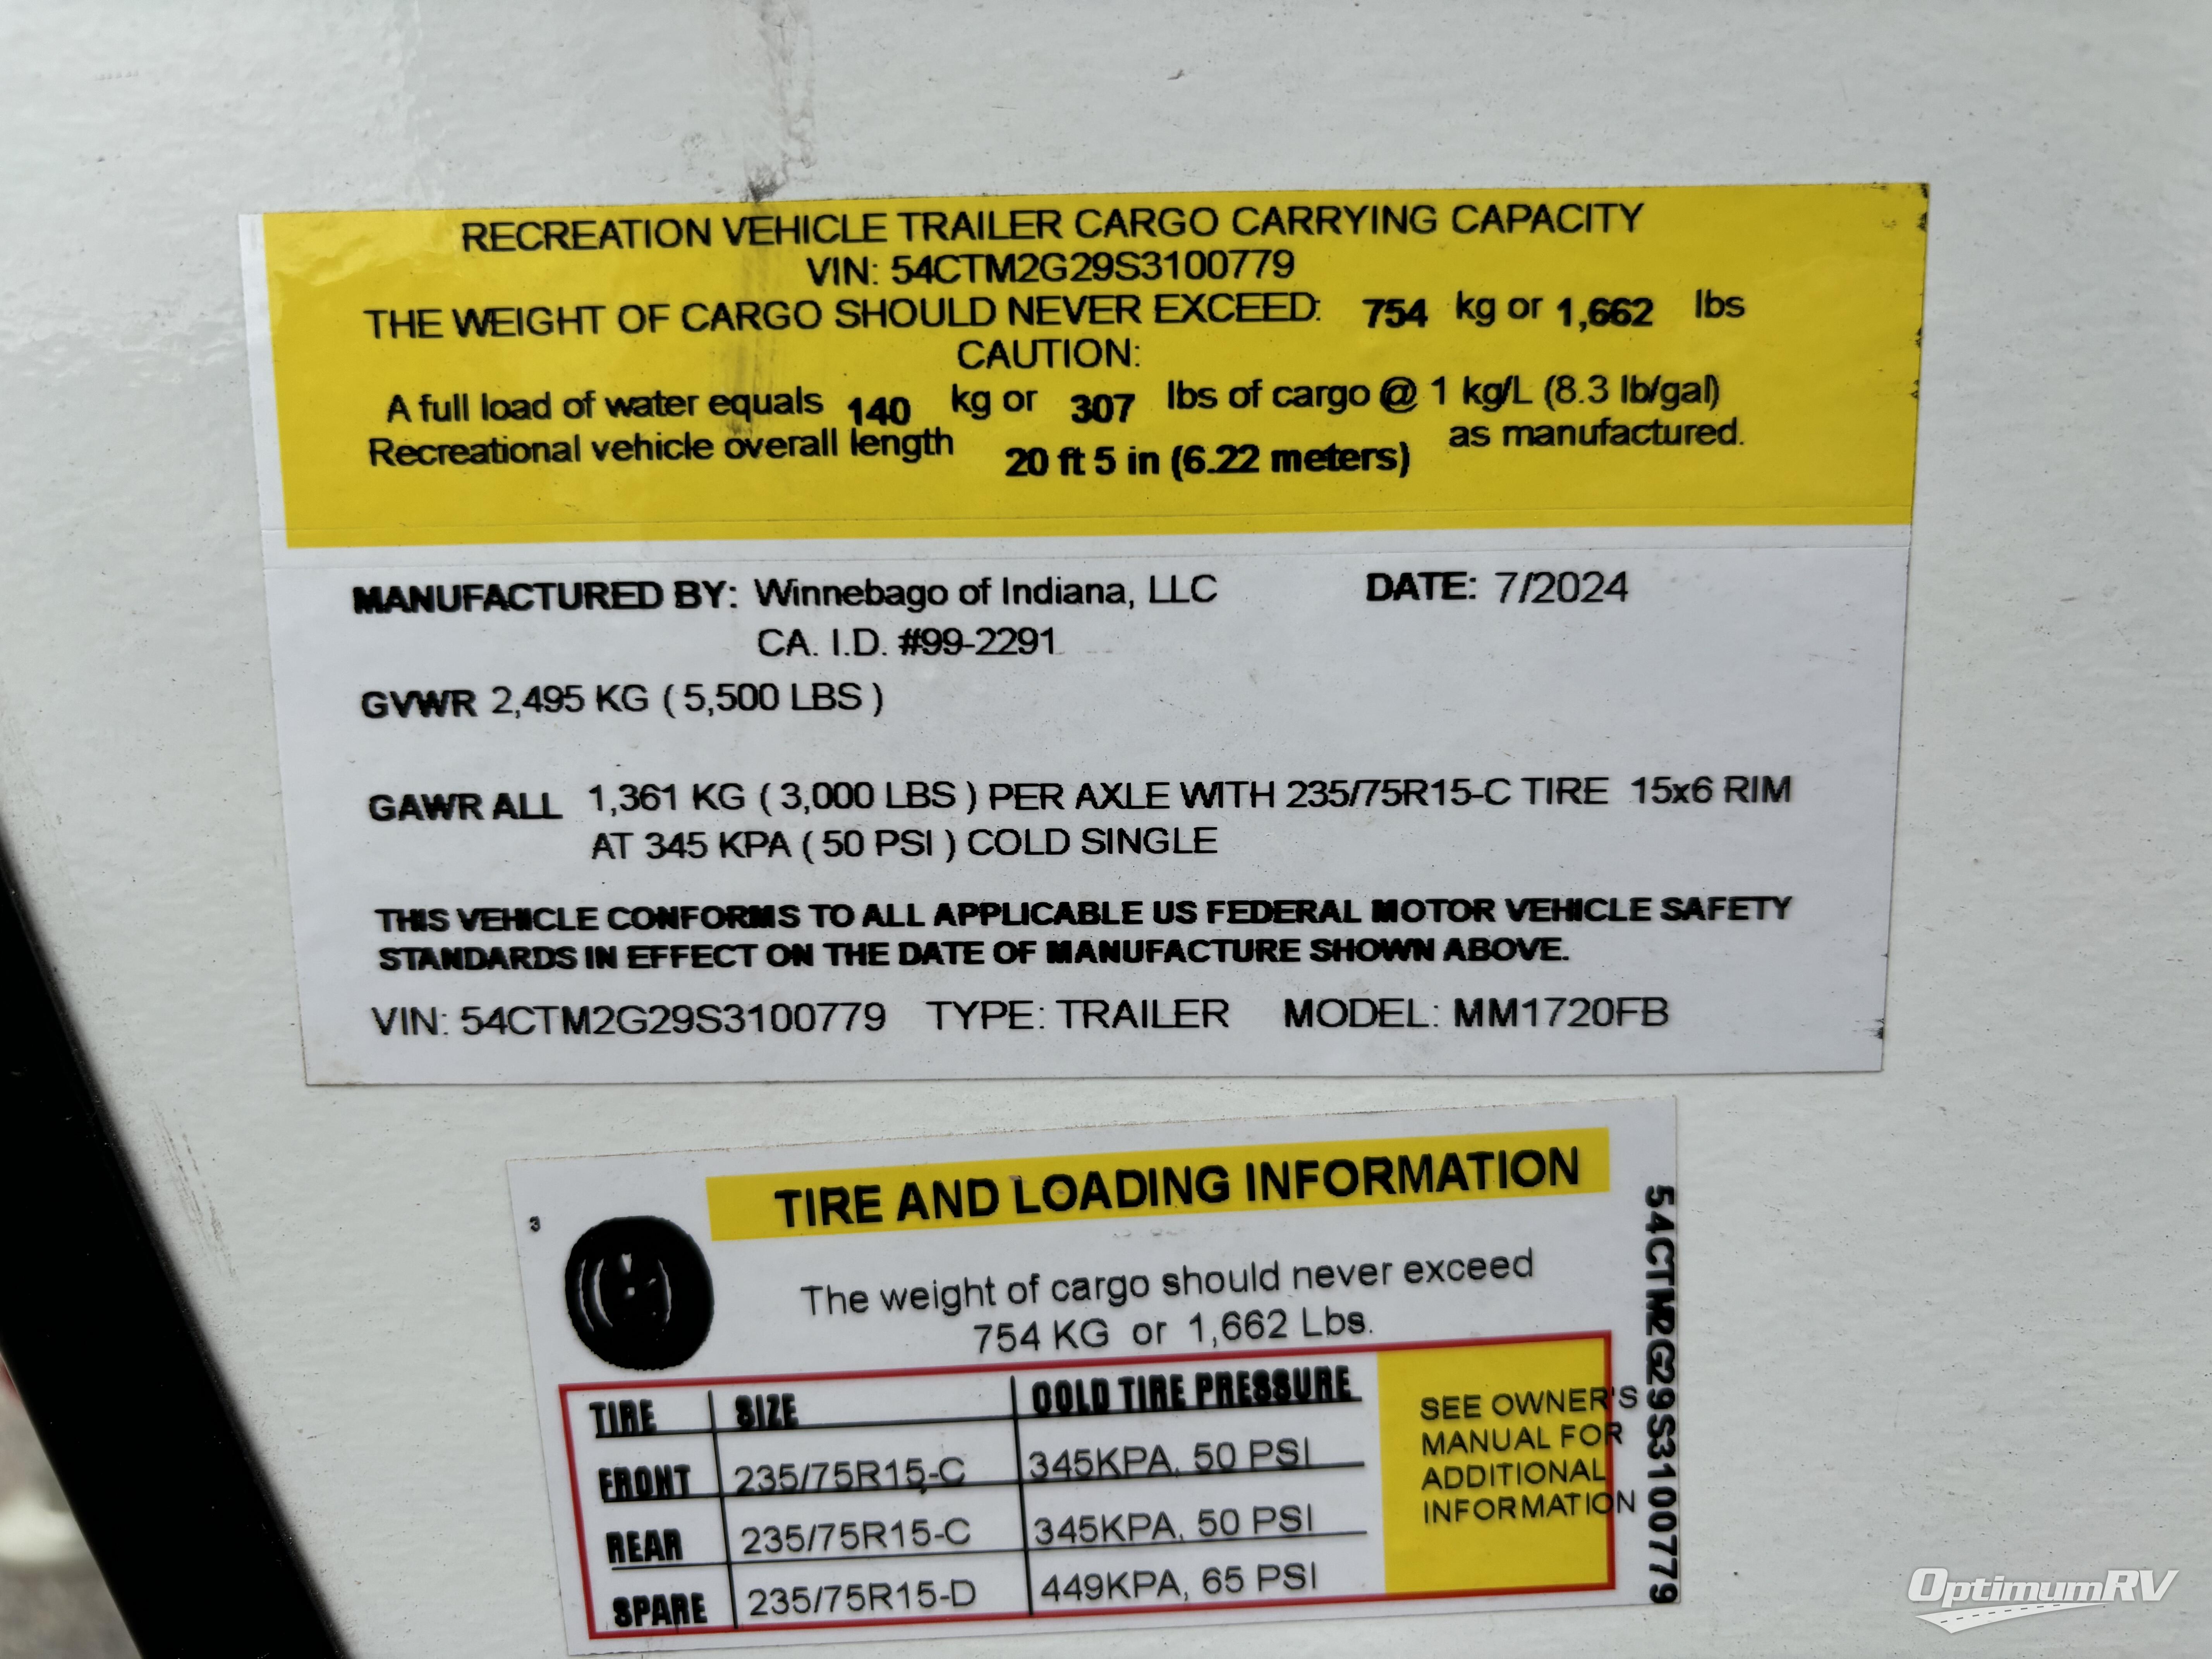 RECREATION VEHICLE TRAILER CARGO CARRYING CAPACITY
VIN: 54CTM2G29S3100779
THE WEIGHT OF CARGO SHOULD NEVER EXCEED: 754 kg or 1,662 lbs
CAUTION:
A full load of water equals 140 kg or 307 lbs of cargo @ 1 kg/L (8.3 lb/gal)
Recreational vehicle overall length 20 ft 5 in (6.22 meters) as manufactured.
MANUFACTURED BY: Winnebago of Indiana, LLC DATE: 7/2024
CA. I.D. #99-2291
GVWR 2,495 KG ( 5,500 LBS )
GAWR ALL 1,361 KG ( 3,000 LBS ) PER AXLE WITH 235/75R15-C TIRE 15x6 RIM
AT 345 KPA ( 50 PSI ) COLD SINGLE
THIS VEHICLE CONFORMS TO ALL APPLICABLE US FEDERAL MOTOR VEHICLE SAFETY
STANDARDS IN EFFECT ON THE DATE OF MANUFACTURE SHOWN ABOVE.
VIN: 54CTM2G29S3100779 TYPE: TRAILER MODEL: MM1720FB
3
TIRE AND LOADING INFORMATION
The weight of cargo should never exceed
754 KG or 1,662 Lbs.
TIRE SIZE COLD TIRE PRESSURE
FRONT 235/75R15-C 345KPA, 50 PSI
REAR 235/75R15-C 345KPA, 50 PSI
SPARE 235/75R15-D 449KPA, 65 PSI
SEE OWNER'S
MANUAL FOR
ADDITIONAL
INFORMATION
54CTM2G29S3100779
OptimumRV